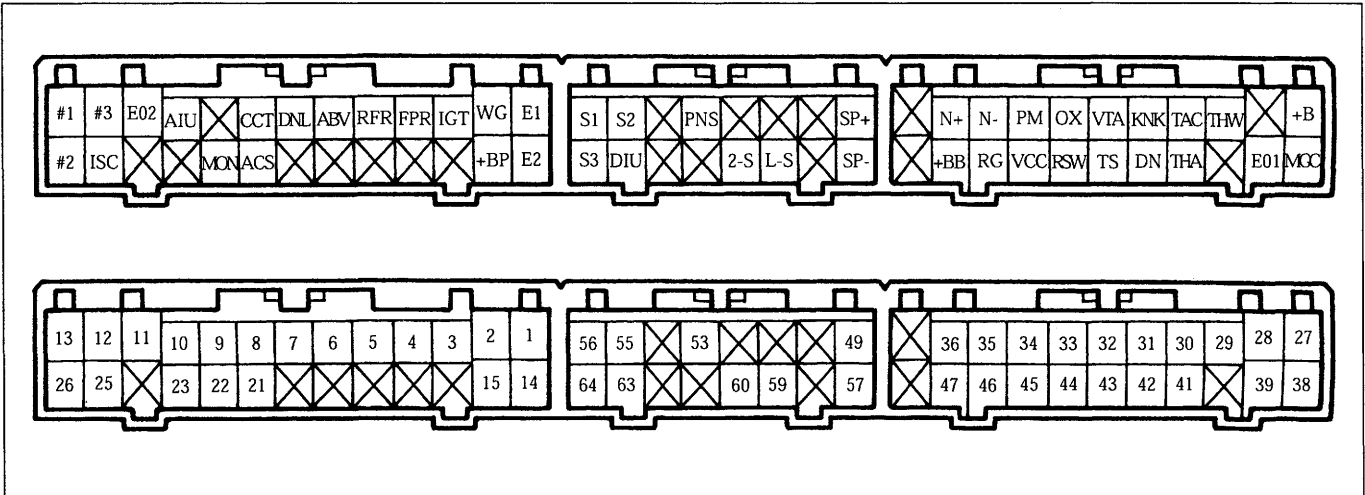 #1 #3 E02 AIU CCT DNL ABV RFR FPR IGT WG E1 S1 S2 PNS SP+ N+ N- PM OX VTA KNK TAC THW +B
#2 ISC MON ACS +BP E2 S3 DIU 2-S L-S SP- +BB RG VCC RSW TS DN THA E01 MGC
13 12 11 10 9 8 7 6 5 4 3 2 1 56 55 53 49 36 35 34 33 32 31 30 29 28 27
26 25 23 22 21 15 14 64 63 60 59 57 47 46 45 44 43 42 41 39 38